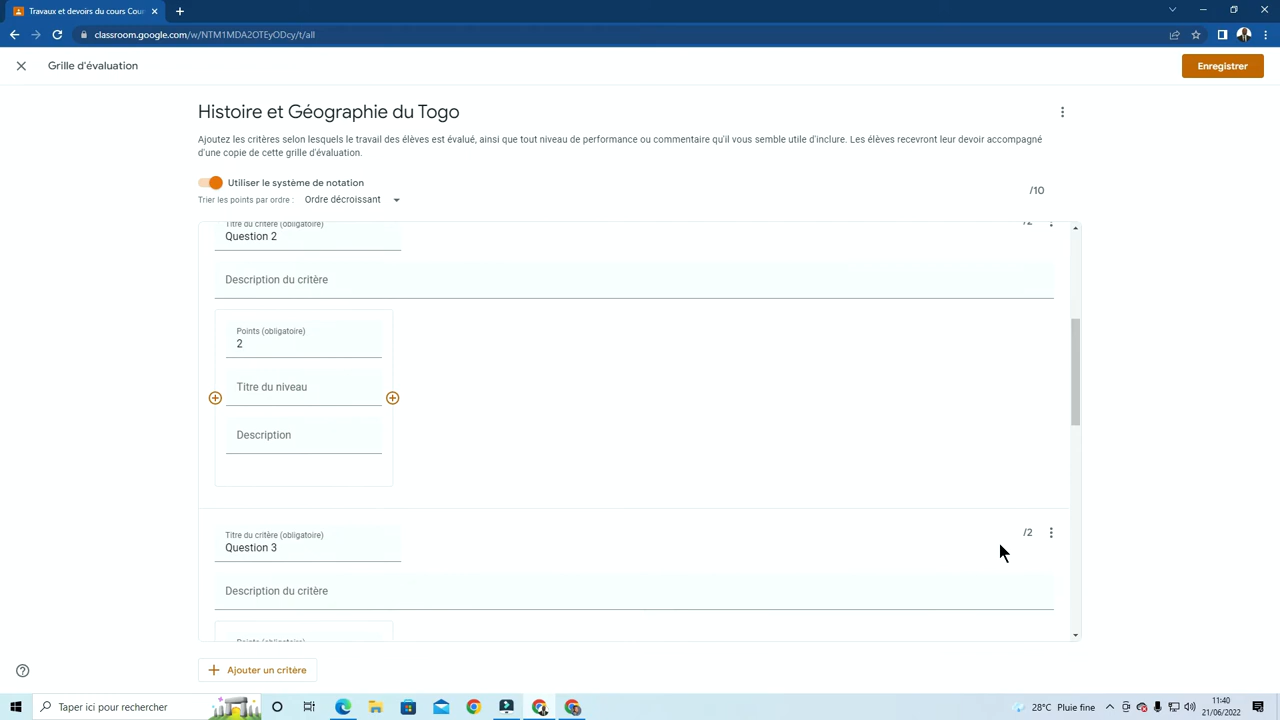 Travaux et devoirs du cours Cour
classroom.google.com/w/NTM1MDA2OTEyODcy/t/all
Grille d'évaluation
Enregistrer
Histoire et Géographie du Togo
Ajoutez les critères selon lesquels le travail des élèves est évalué, ainsi que tout niveau de performance ou commentaire qu'il vous semble utile d'inclure. Les élèves recevront leur devoir accompagné
d'une copie de cette grille d'évaluation.
Utiliser le système de notation
/10
Trier les points par ordre :
Ordre décroissant
Titre du critère (obligatoire)
/2
Question 2
Description du critère
Points (obligatoire)
2
Titre du niveau
Description
Titre du critère (obligatoire)
/2
Question 3
Description du critère
Points (obligatoire)
Ajouter un critère
Taper ici pour rechercher
28°C Pluie fine
11:40
21/06/2022